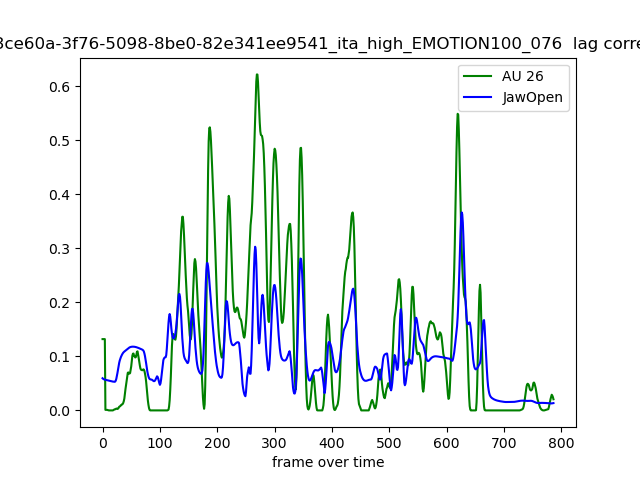 3ce60a-3f76-5098-8be0-82e341ee9541_ita_high_EMOTION100_076 lag corre
AU 26
JawOpen
0.6
0.5
0.4
0.3
0.2
0.1
0.0
0 100 200 300 400 500 600 700 800
frame over time